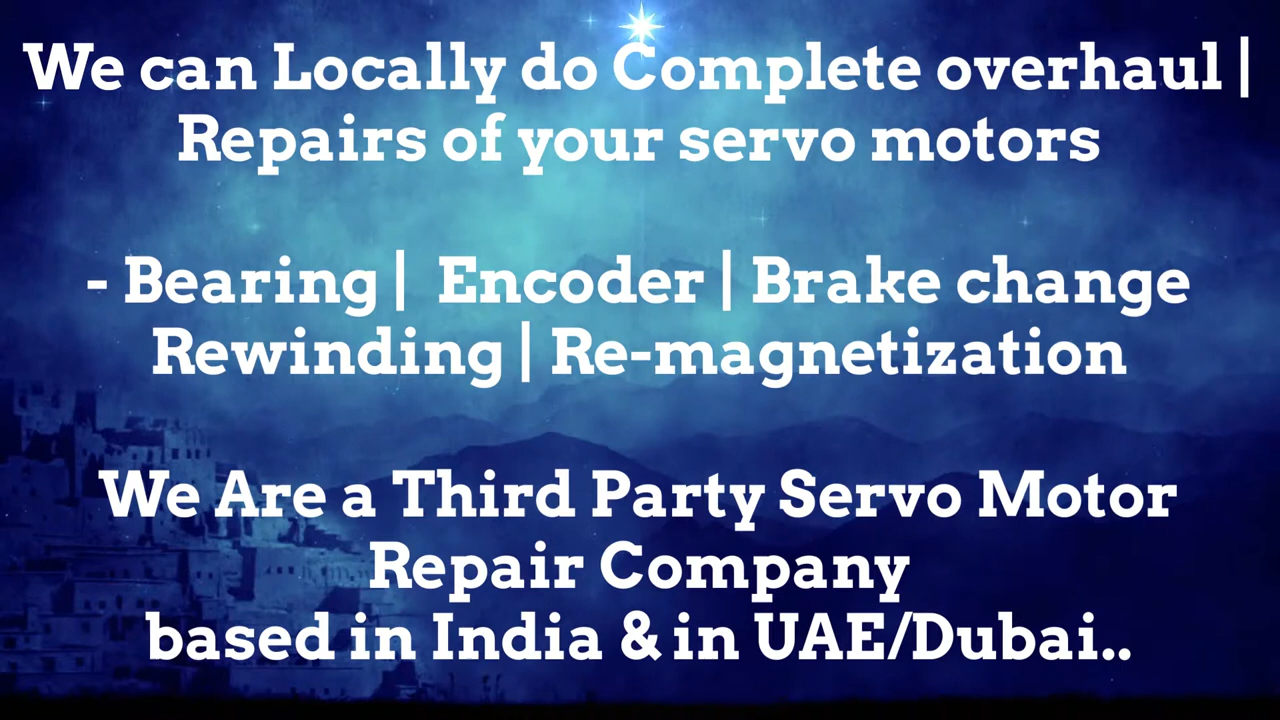 We can Locally do Complete overhaul |
Repairs of your servo motors
- Bearing |  Encoder | Brake change
Rewinding | Re-magnetization
We Are a Third Party Servo Motor
Repair Company
based in India & in UAE/Dubai..